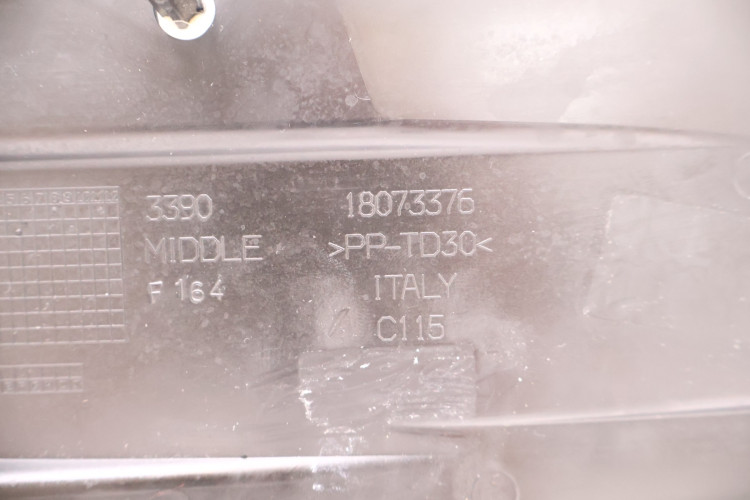 3390
MIDDLE
F 164
18073376
>PP-TD30<
ITALY
C115